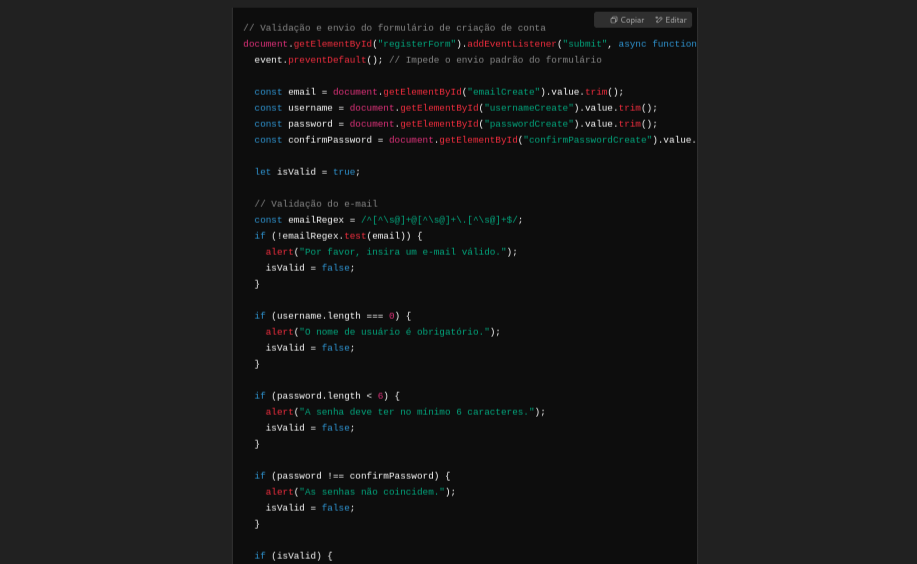 Copiar Editar
// Validação e envio do formulário de criação de conta
document.getElementById("registerForm").addEventListener("submit", async function
event.preventDefault(); // Impede o envio padrão do formulário
const email = document.getElementById("emailCreate").value.trim();
const username = document.getElementById("usernameCreate").value.trim();
const password = document.getElementById("passwordCreate").value.trim();
const confirmPassword = document.getElementById("confirmPasswordCreate").value.
let isValid = true;
// Validação do e-mail
const emailRegex = /^[^\s@]+@[^\s@]+\.[^\s@]+$/;
if (!emailRegex.test(email)) {
alert("Por favor, insira um e-mail válido.");
isValid = false;
}
if (username.length === 0) {
alert("O nome de usuário é obrigatório.");
isValid = false;
}
if (password.length < 6) {
alert("A senha deve ter no mínimo 6 caracteres.");
isValid = false;
}
if (password !== confirmPassword) {
alert("As senhas não coincidem.");
isValid = false;
}
if (isValid) {